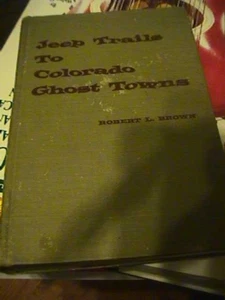 Jeep Trails
To
Colorado
Ghost Towns
ROBERT L. BROWN